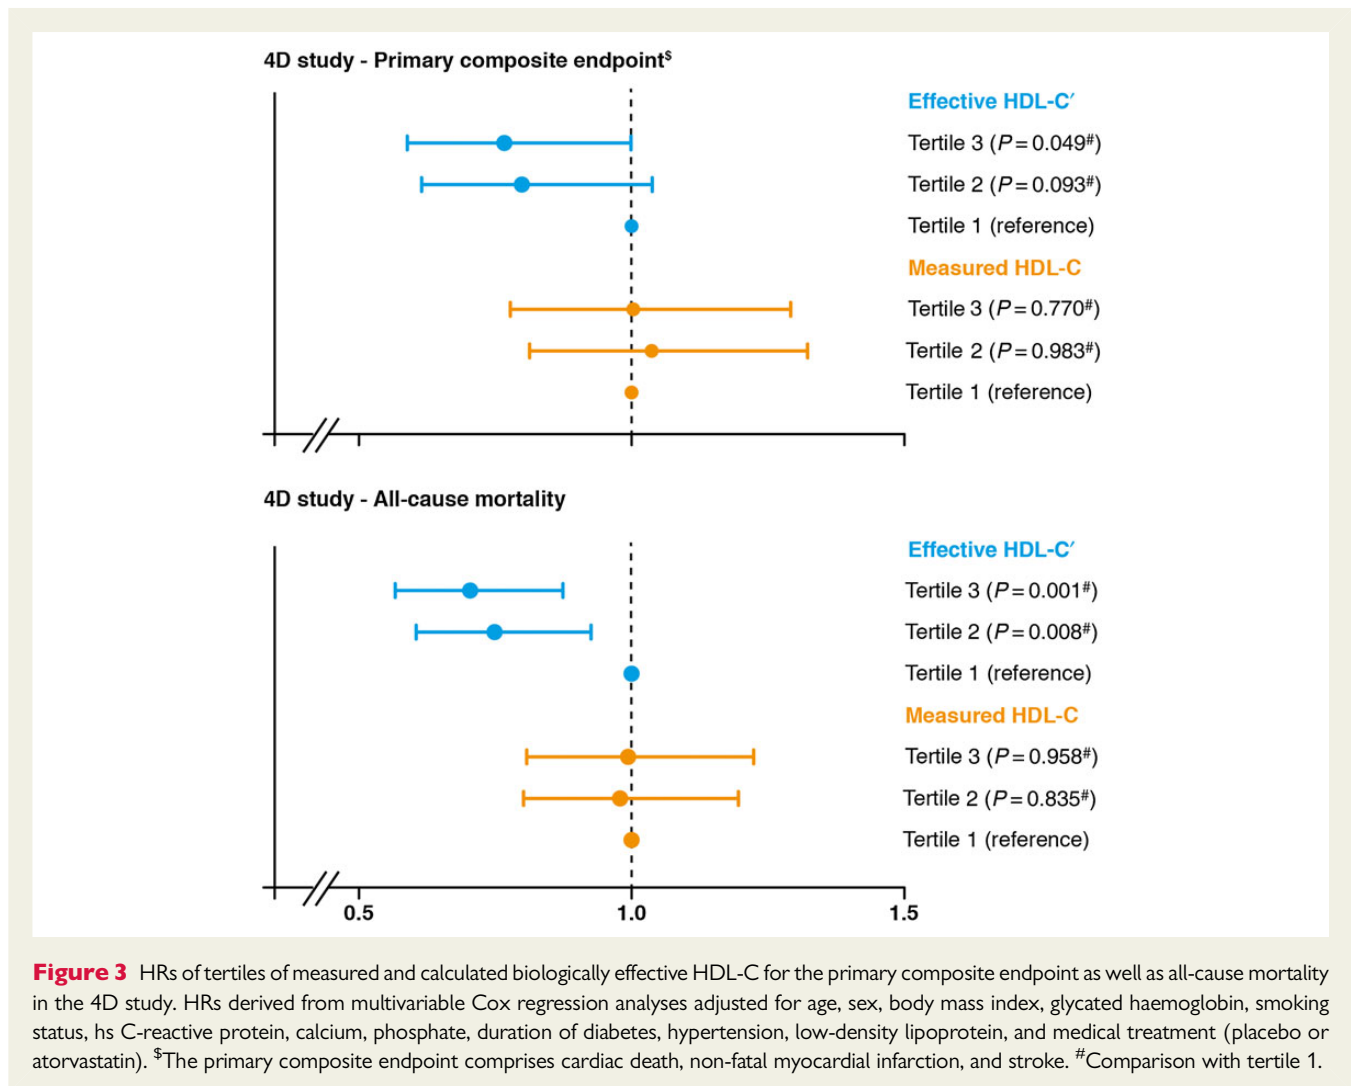 4D study - Primary composite endpoint$
Effective HDL-C′
Tertile 3 (P = 0.049#)
Tertile 2 (P = 0.093#)
Tertile 1 (reference)
Measured HDL-C
Tertile 3 (P = 0.770#)
Tertile 2 (P = 0.983#)
Tertile 1 (reference)
4D study - All-cause mortality
Effective HDL-C′
Tertile 3 (P = 0.001#)
Tertile 2 (P = 0.008#)
Tertile 1 (reference)
Measured HDL-C
Tertile 3 (P = 0.958#)
Tertile 2 (P = 0.835#)
Tertile 1 (reference)
0.5 1.0 1.5
Figure 3 HRs of tertiles of measured and calculated biologically effective HDL-C for the primary composite endpoint as well as all-cause mortality
in the 4D study. HRs derived from multivariable Cox regression analyses adjusted for age, sex, body mass index, glycated haemoglobin, smoking
status, hs C-reactive protein, calcium, phosphate, duration of diabetes, hypertension, low-density lipoprotein, and medical treatment (placebo or
atorvastatin). $The primary composite endpoint comprises cardiac death, non-fatal myocardial infarction, and stroke. #Comparison with tertile 1.